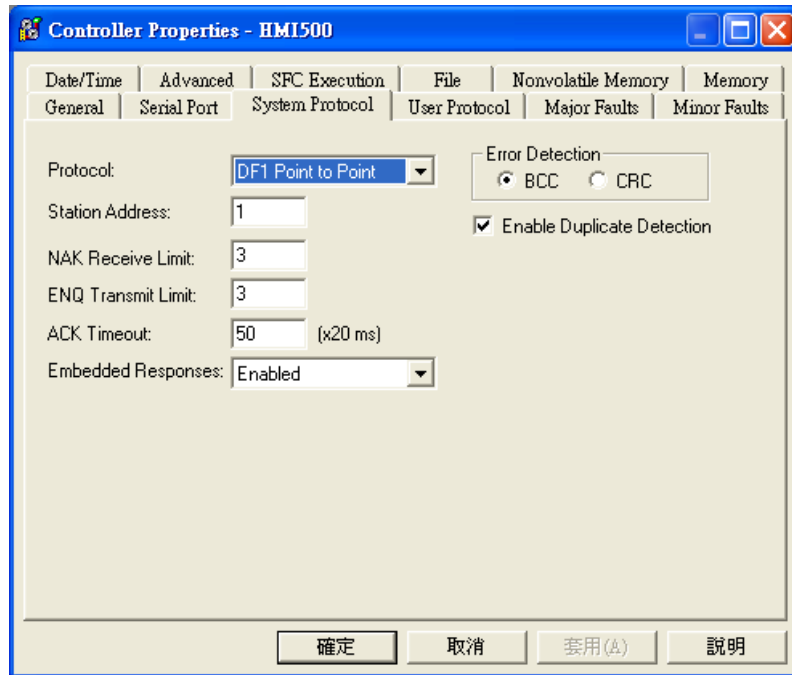 Controller Properties - HMI500
Date/Time Advanced SFC Execution File Nonvolatile Memory Memory
General Serial Port System Protocol User Protocol Major Faults Minor Faults
Protocol: DF1 Point to Point
Error Detection
BCC CRC
Station Address: 1
Enable Duplicate Detection
NAK Receive Limit: 3
ENQ Transmit Limit: 3
ACK Timeout: 50 (x20 ms)
Embedded Responses: Enabled
確定 取消 套用(A) 說明